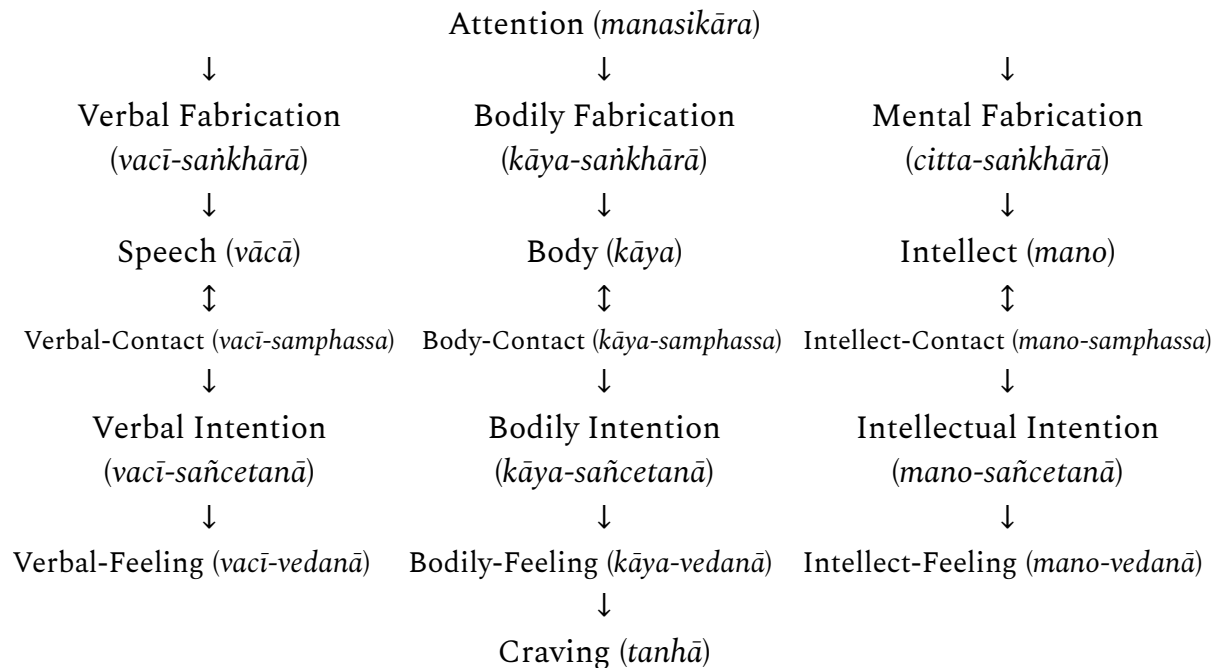 Attention (manasikāra)
↓ ↓ ↓
Verbal Fabrication Bodily Fabrication Mental Fabrication
(vacī-saṅkhārā) (kāya-saṅkhārā) (citta-saṅkhārā)
↓ ↓ ↓
Speech (vācā) Body (kāya) Intellect (mano)
↕ ↕ ↕
Verbal-Contact (vacī-samphassa) Body-Contact (kāya-samphassa) Intellect-Contact (mano-samphassa)
↓ ↓ ↓
Verbal Intention Bodily Intention Intellectual Intention
(vacī-sañcetanā) (kāya-sañcetanā) (mano-sañcetanā)
↓ ↓ ↓
Verbal-Feeling (vacī-vedanā) Bodily-Feeling (kāya-vedanā) Intellect-Feeling (mano-vedanā)
↓
Craving (tanhā)